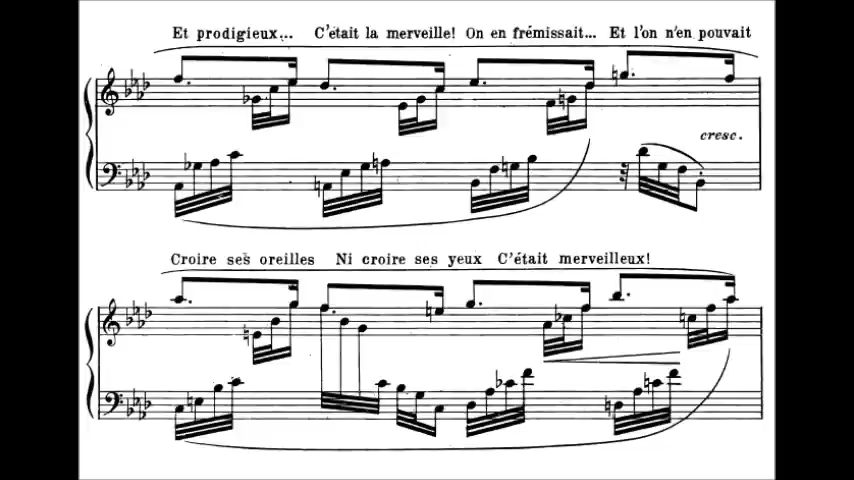 Et prodigieux... C'était la merveille! On en frémissait... Et l'on n'en pouvait
cresc.
Croire ses oreilles Ni croire ses yeux C'était merveilleux!